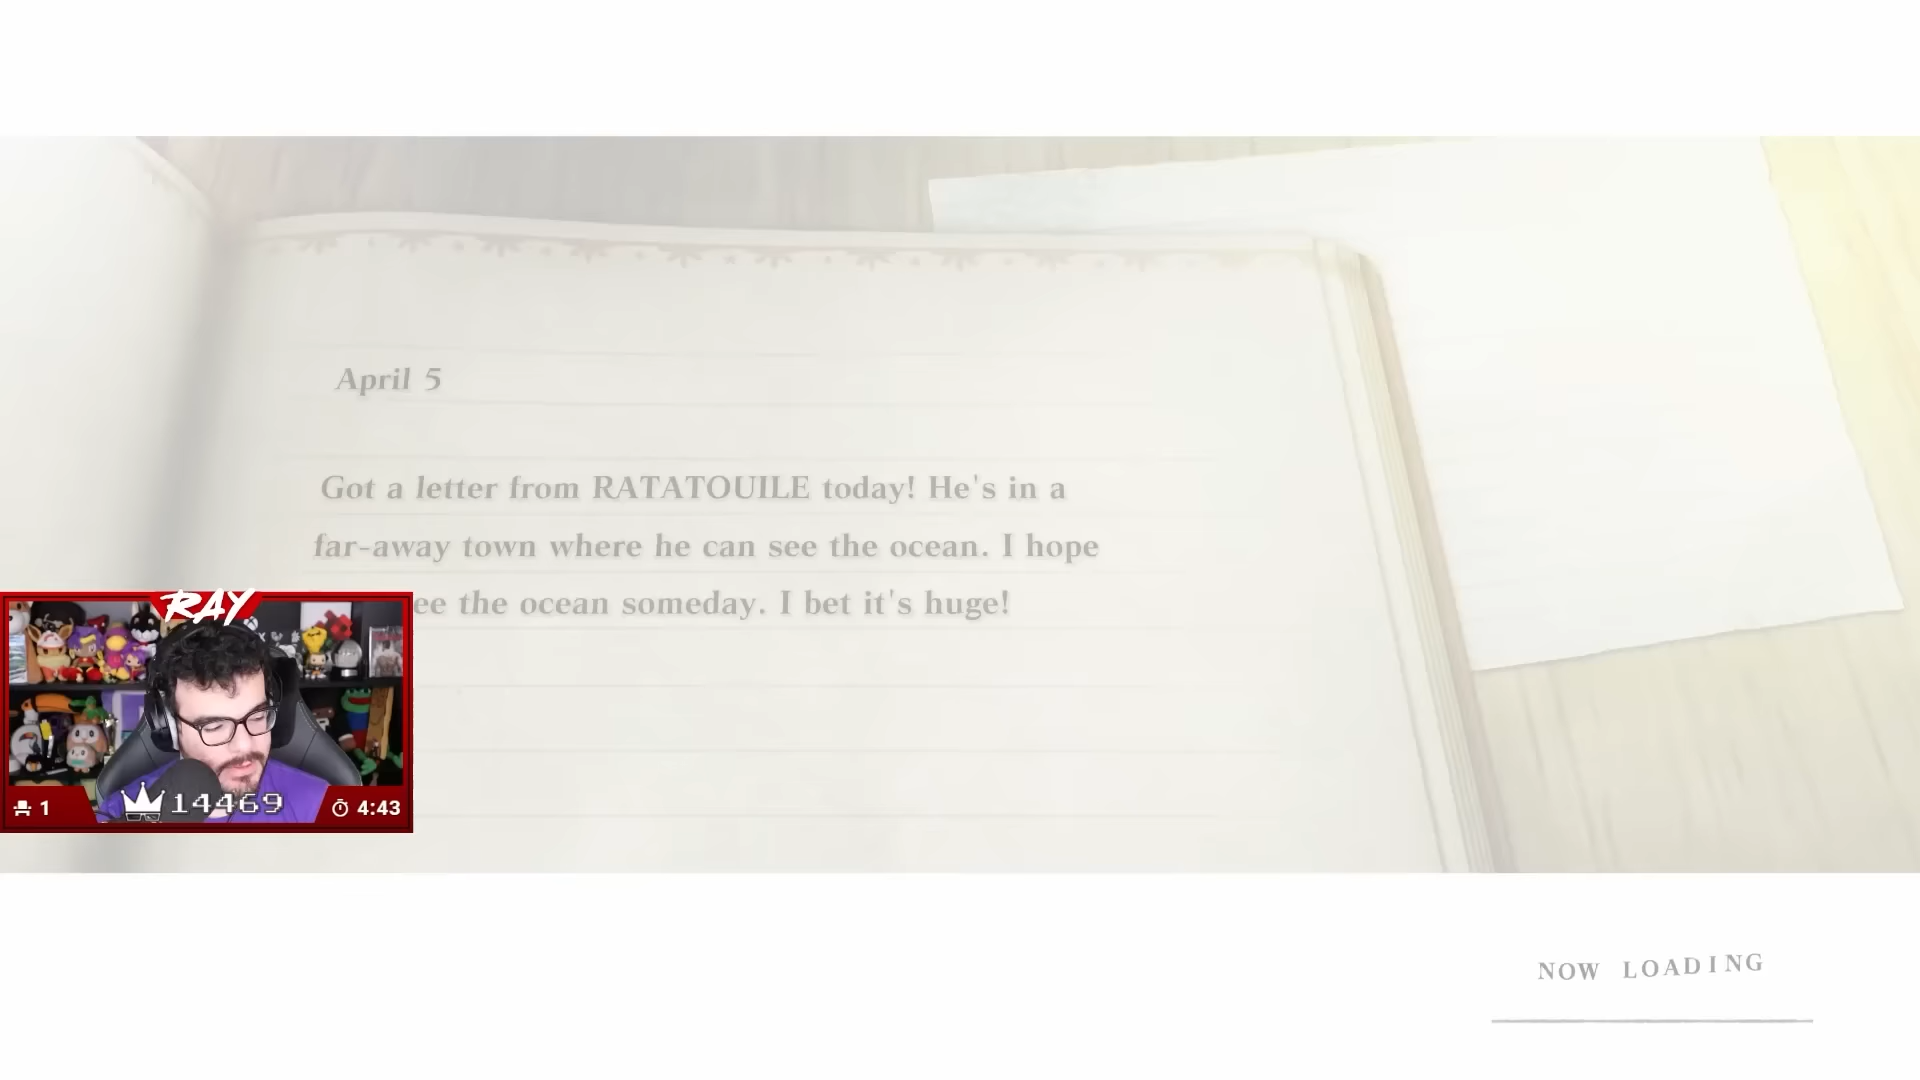 April 5
Got a letter from RATATOUILE today! He's in a
far-away town where he can see the ocean. I hope
the ocean someday. I bet it's huge!
RAY
1
14469
4:43
NOW LOADING